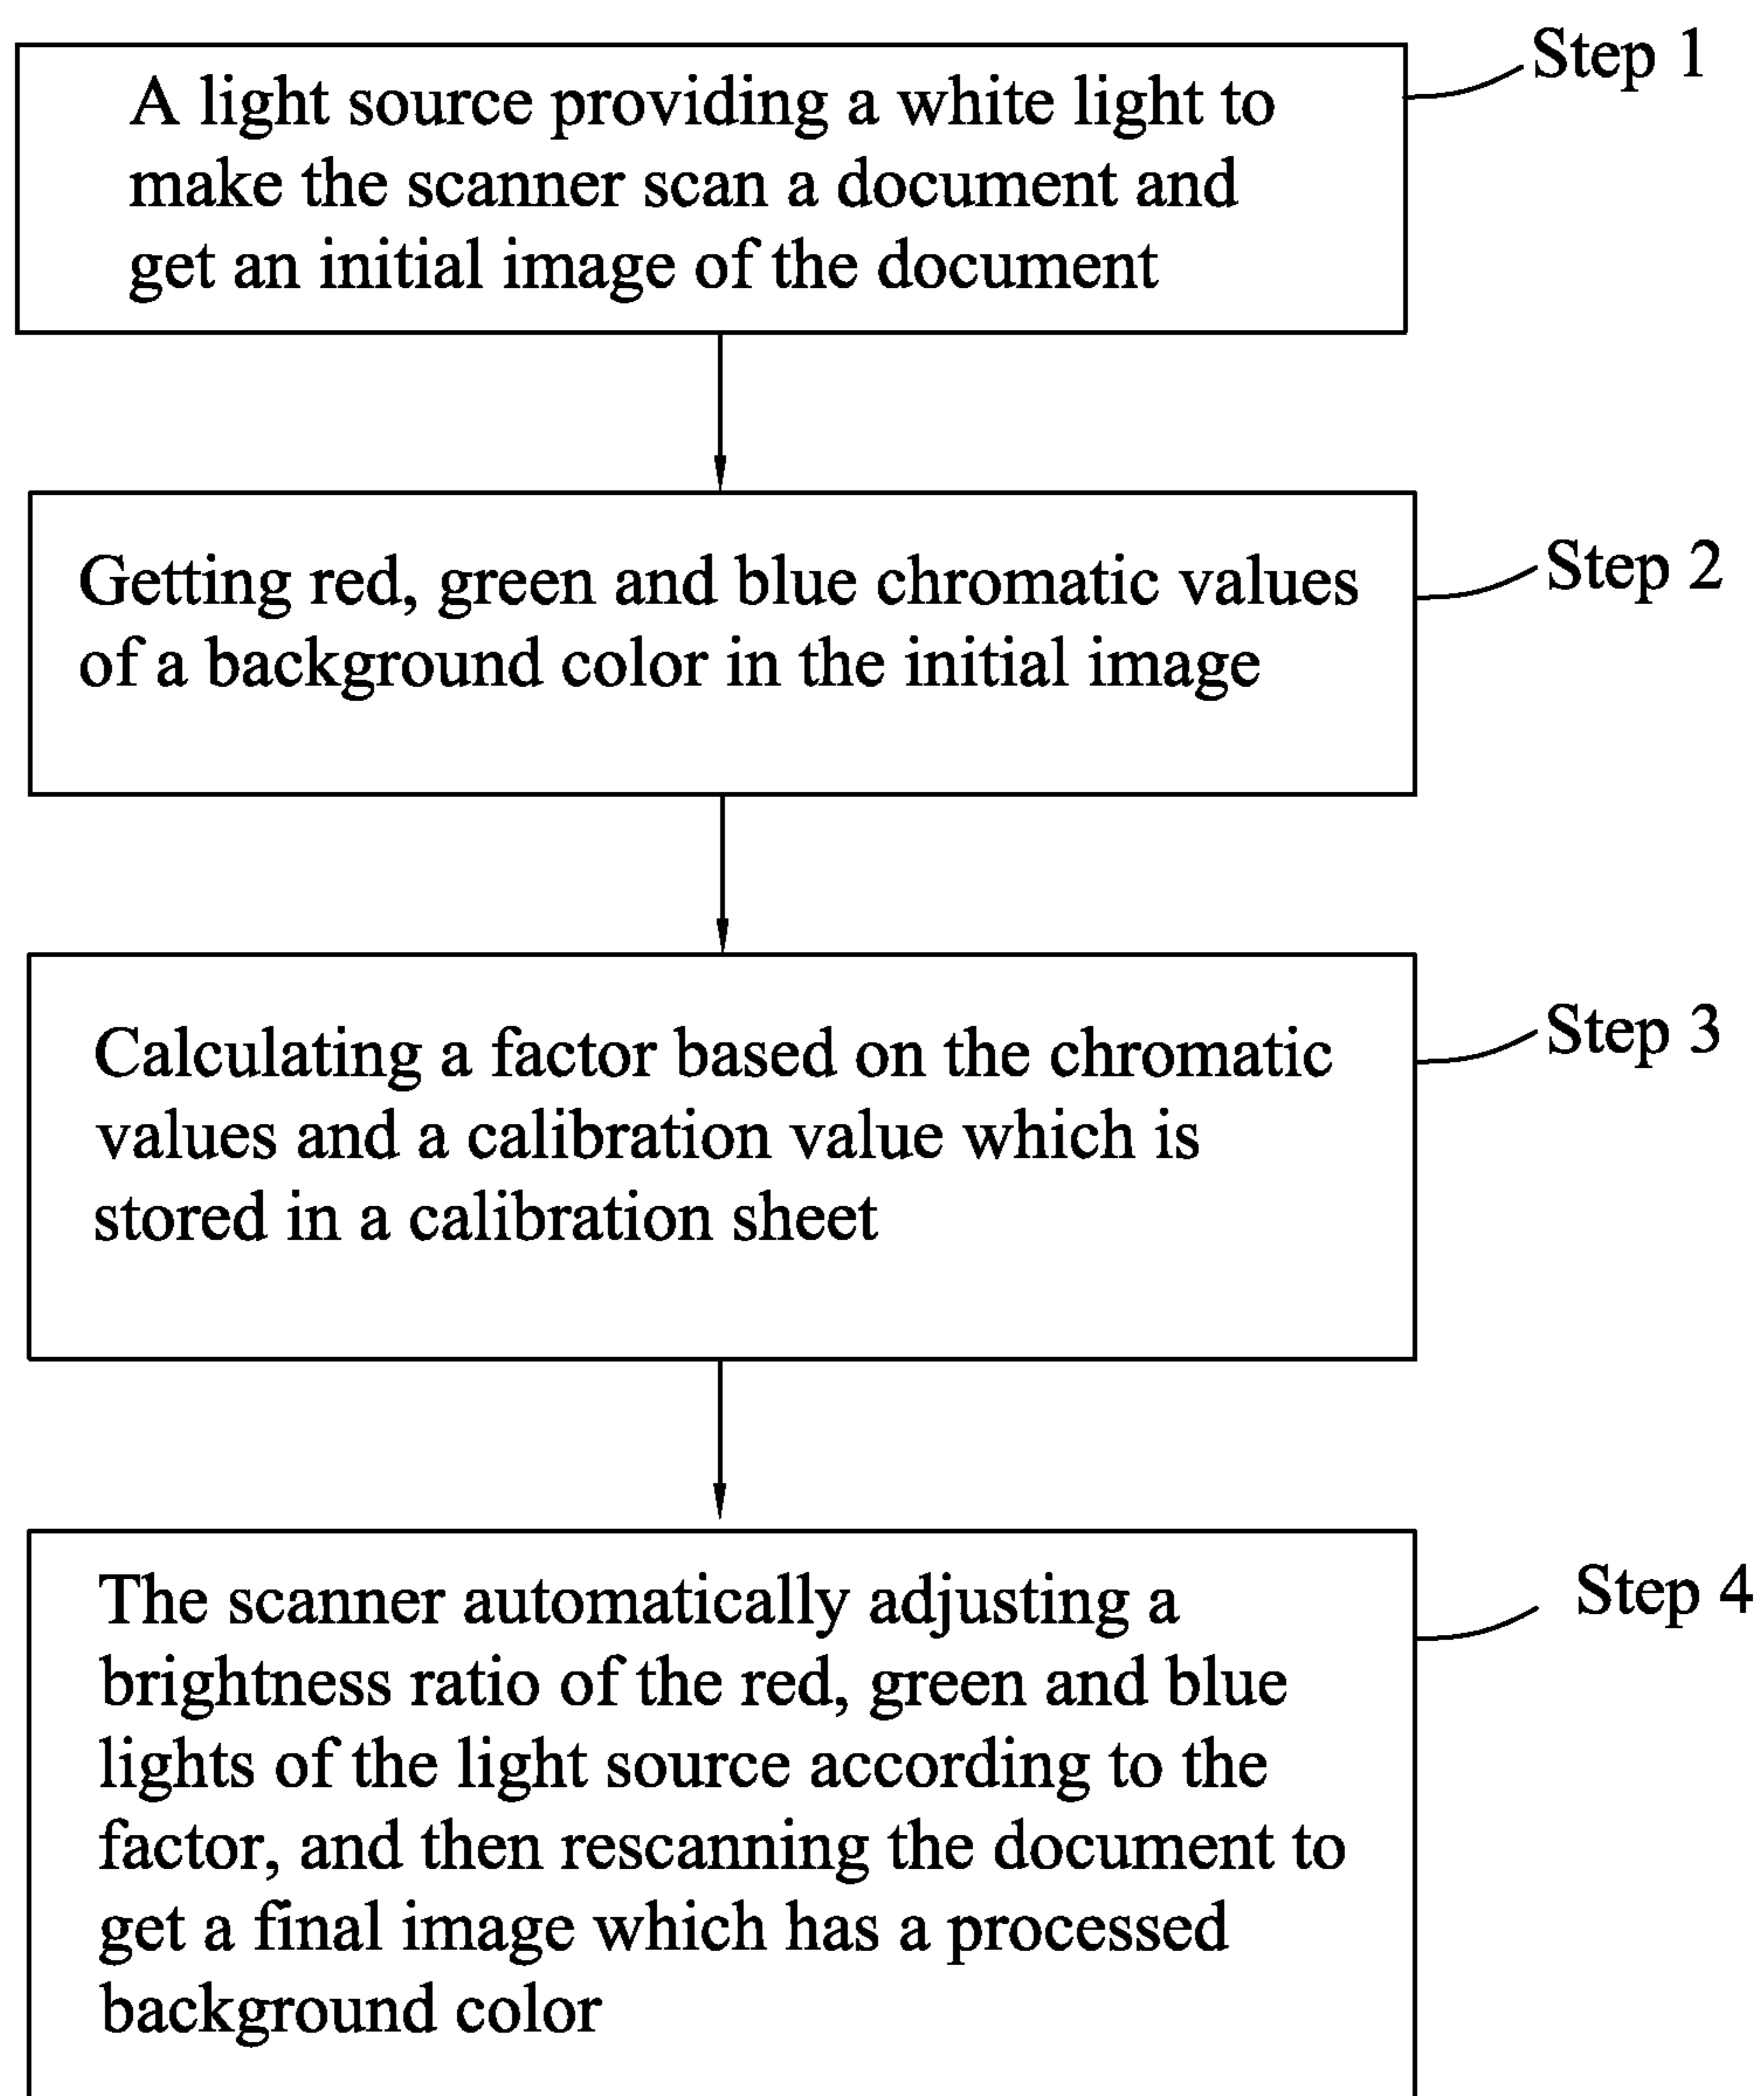 A light source providing a white light to
make the scanner scan a document and
get an initial image of the document
Step 1
Getting red, green and blue chromatic values
of a background color in the initial image
Step 2
Calculating a factor based on the chromatic
values and a calibration value which is
stored in a calibration sheet
Step 3
The scanner automatically adjusting a
brightness ratio of the red, green and blue
lights of the light source according to the
factor, and then rescanning the document to
get a final image which has a processed
background color
Step 4